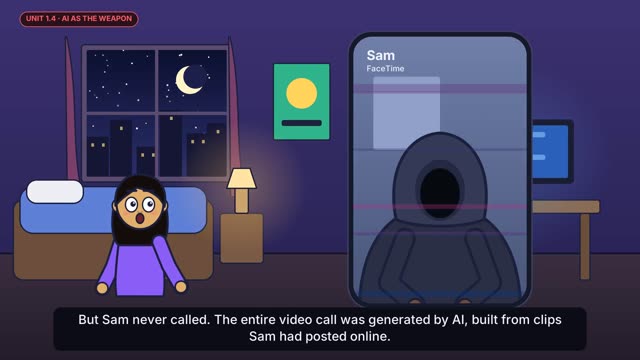 UNIT 1.4 · AI AS THE WEAPON
Sam
FaceTime
But Sam never called. The entire video call was generated by AI, built from clips
Sam had posted online.